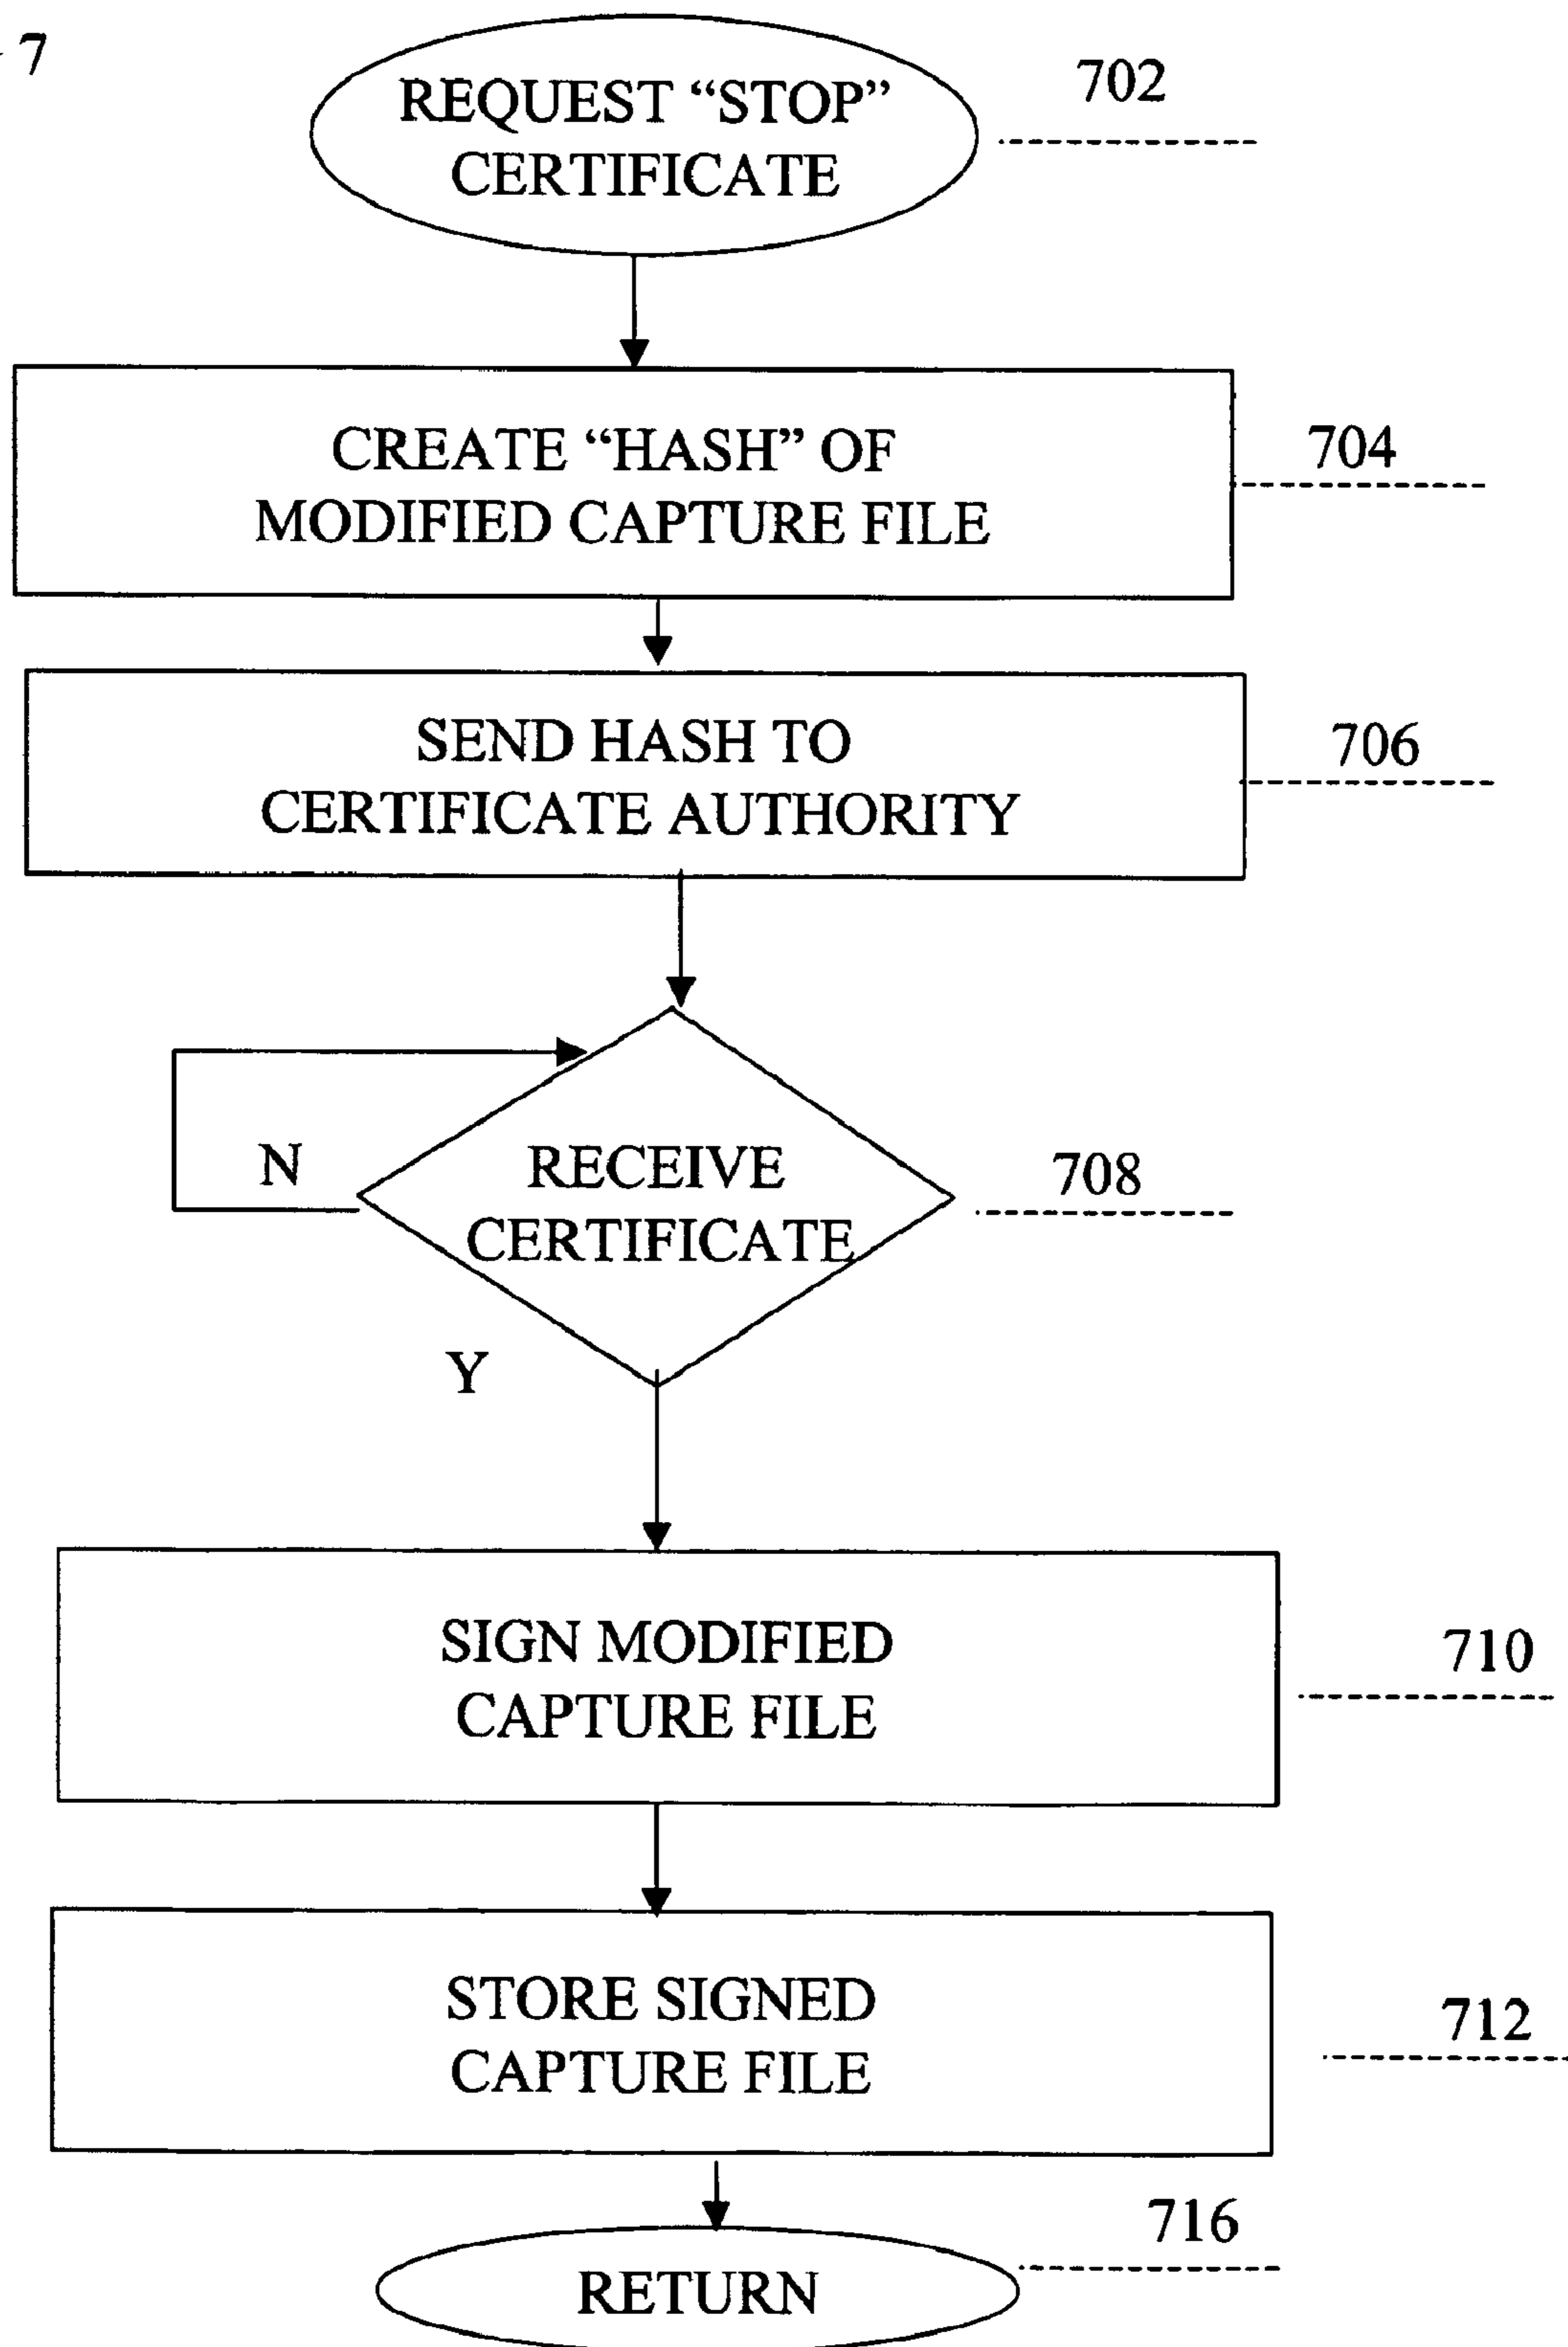 7
REQUEST “STOP”
CERTIFICATE
702
CREATE “HASH” OF
MODIFIED CAPTURE FILE
704
SEND HASH TO
CERTIFICATE AUTHORITY
706
N
RECEIVE
CERTIFICATE
708
Y
SIGN MODIFIED
CAPTURE FILE
710
STORE SIGNED
CAPTURE FILE
712
716
RETURN